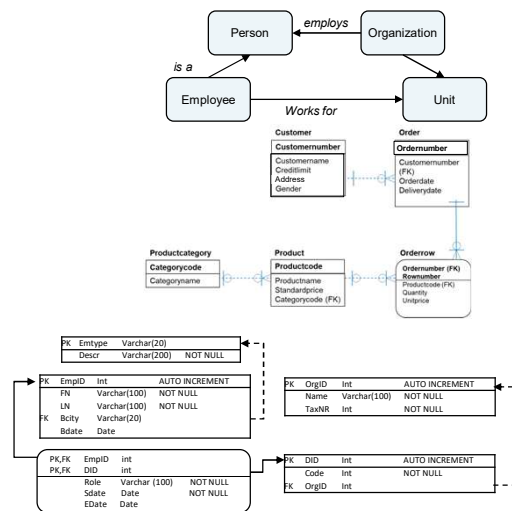 Person
employs
Organization
is a
Employee
Works for
Unit
Customer
Customernumber
Customername
Creditlimit
Address
Gender
Order
Ordernumber
Customernumber
(FK)
Orderdate
Deliverydate
Productcategory
Categorycode
Categoryname
Product
Productcode
Productname
Standardprice
Categorycode (FK)
Orderrow
Ordernumber (FK)
Rownumber
Productcode (FK)
Quantity
Unitprice
PK Emtype Varchar(20)
Descr Varchar(200) NOT NULL
PK EmpID Int AUTO INCREMENT
FN Varchar(100) NOT NULL
LN Varchar(100) NOT NULL
FK Bcity Varchar(20)
Bdate Date
PK OrgID Int AUTO INCREMENT
Name Varchar(100) NOT NULL
TaxNR Int NOT NULL
PK,FK EmpID int
PK,FK DID int
Role Varchar (100) NOT NULL
Sdate Date NOT NULL
EDate Date
PK DID Int AUTO INCREMENT
Code Int NOT NULL
FK OrgID Int